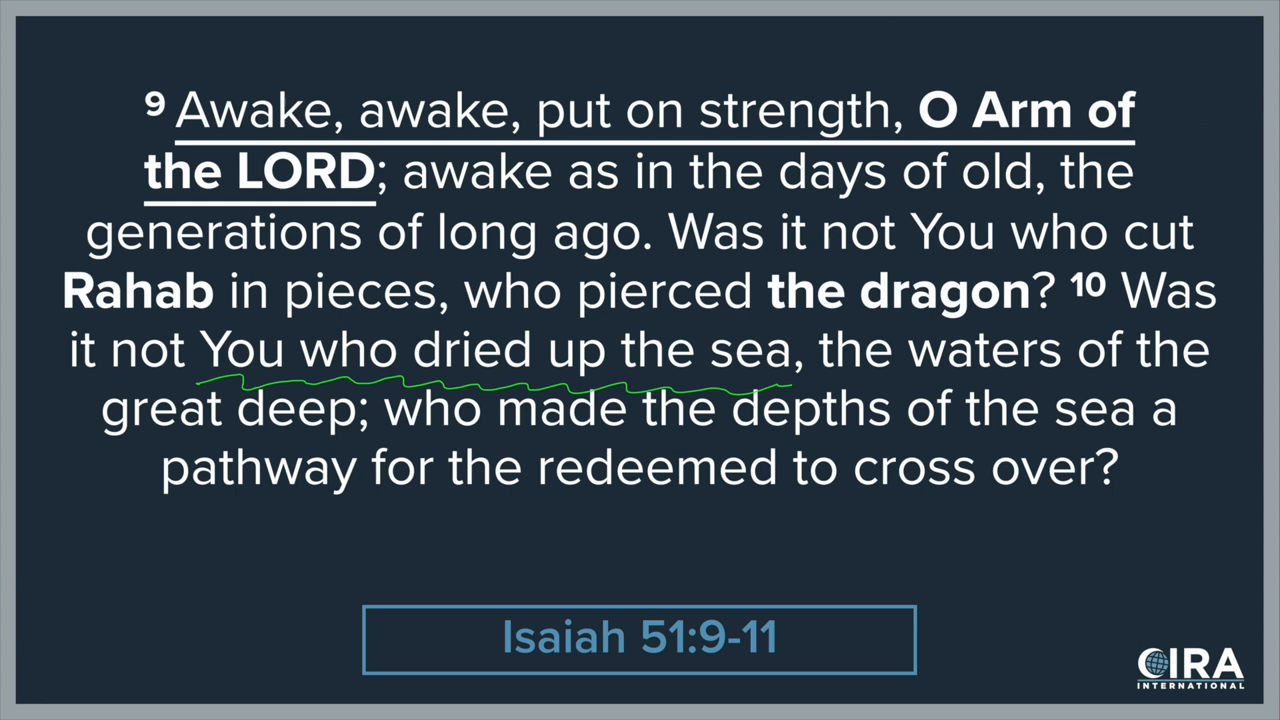 9 Awake, awake, put on strength, O Arm of
the LORD; awake as in the days of old, the
generations of long ago. Was it not You who cut
Rahab in pieces, who pierced the dragon? 10 Was
it not You who dried up the sea, the waters of the
great deep; who made the depths of the sea a
pathway for the redeemed to cross over?
Isaiah 51:9-11
CIRA
INTERNATIONAL